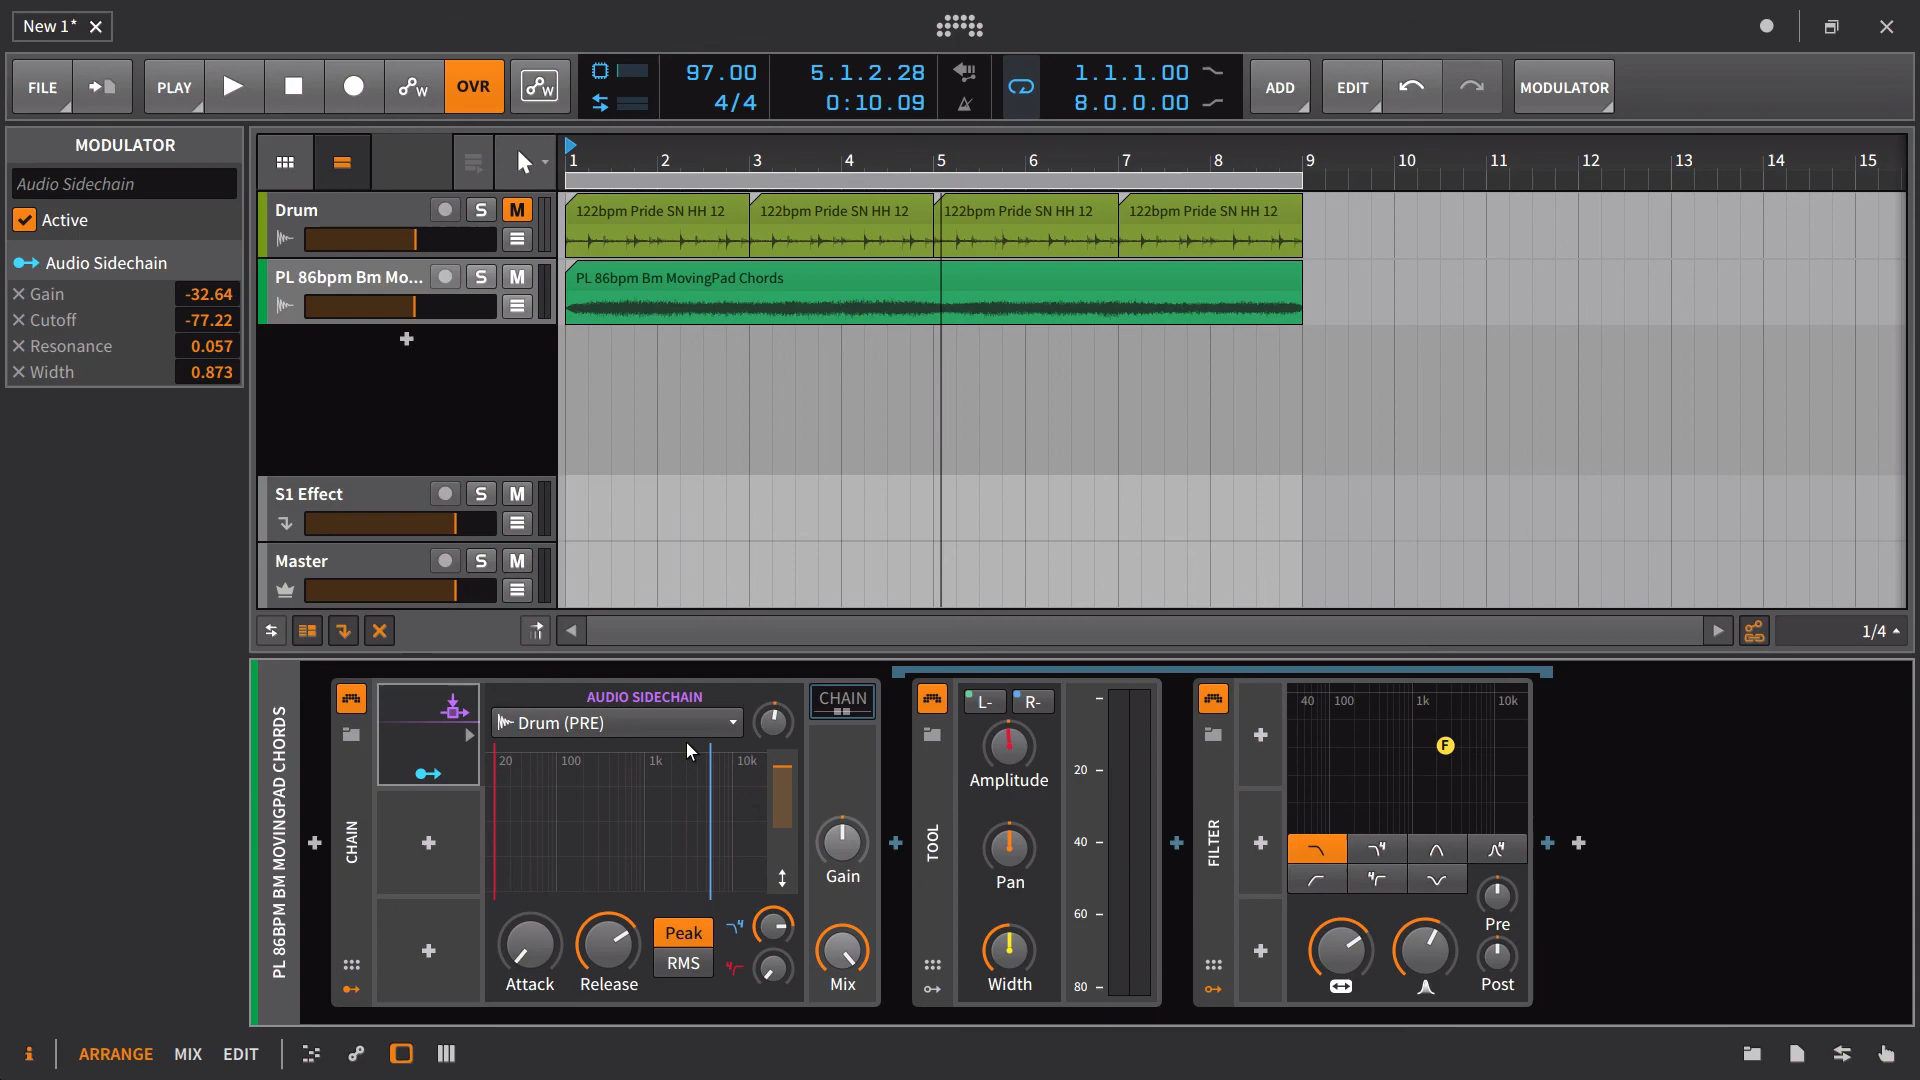 New 1*
FILE
PLAY
OVR
97.00
4/4
5.1.2.28
0:10.09
1.1.1.00
8.0.0.00
ADD
EDIT
MODULATOR
MODULATOR
Audio Sidechain
Active
Audio Sidechain
Gain -32.64
Cutoff -77.22
Resonance 0.057
Width 0.873
1 2 3 4 5 6 7 8 9 10 11 12 13 14 15
Drum S M
122bpm Pride SN HH 12
122bpm Pride SN HH 12
122bpm Pride SN HH 12
122bpm Pride SN HH 12
PL 86bpm Bm Mo... S M
PL 86bpm Bm MovingPad Chords
S1 Effect S M
Master S M
1/4
PL 86BPM BM MOVINGPAD CHORDS
CHAIN
AUDIO SIDECHAIN
Drum (PRE)
20 100 1k 10k
Attack
Release
Peak
RMS
4
4
CHAIN
Gain
Mix
TOOL
L-
R-
Amplitude
Pan
Width
20
40
60
80
FILTER
40 100 1k 10k
F
4
4
4
Pre
Post
i
ARRANGE
MIX
EDIT